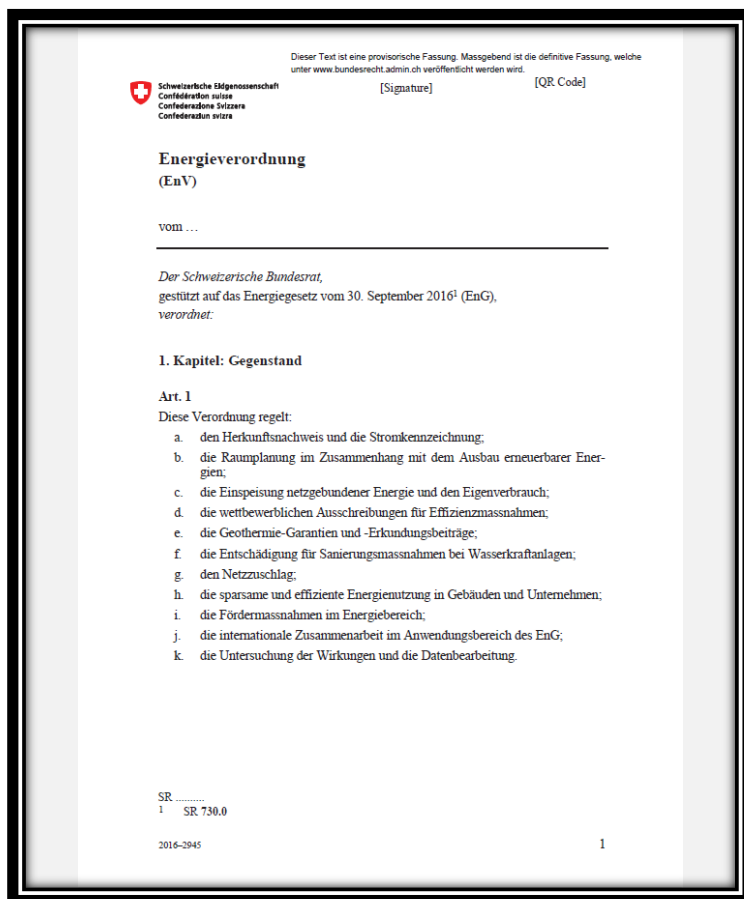 Dieser Text ist eine provisorische Fassung. Massgebend ist die definitive Fassung, welche
unter www.bundesrecht.admin.ch veröffentlicht werden wird.
[Signature]
[QR Code]
Schweizerische Eidgenossenschaft
Confédération suisse
Confederazione Svizzera
Confederaziun svizra
Energieverordnung
(EnV)
vom …
Der Schweizerische Bundesrat,
gestützt auf das Energiegesetz vom 30. September 2016¹ (EnG),
verordnet:
1. Kapitel: Gegenstand
Art. 1
Diese Verordnung regelt:
a. den Herkunftsnachweis und die Stromkennzeichnung;
b. die Raumplanung im Zusammenhang mit dem Ausbau erneuerbarer Ener-
gien;
c. die Einspeisung netzgebundener Energie und den Eigenverbrauch;
d. die wettbewerblichen Ausschreibungen für Effizienzmassnahmen;
e. die Geothermie-Garantien und -Erkundungsbeiträge;
f. die Entschädigung für Sanierungsmassnahmen bei Wasserkraftanlagen;
g. den Netzzuschlag;
h. die sparsame und effiziente Energienutzung in Gebäuden und Unternehmen;
i. die Fördermassnahmen im Energiebereich;
j. die internationale Zusammenarbeit im Anwendungsbereich des EnG;
k. die Untersuchung der Wirkungen und die Datenbearbeitung.
SR ..........
1 SR 730.0
2016–2945
1